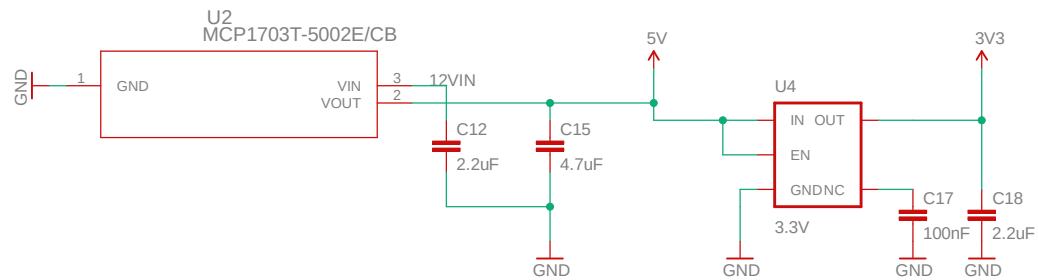 U2
MCP1703T-5002E/CB
GND
1
GND
VIN
3
12VIN
VOUT
2
C12
2.2uF
C15
4.7uF
GND
5V
U4
IN OUT
EN
GND NC
3.3V
GND
3V3
C17
100nF
GND
C18
2.2uF
GND